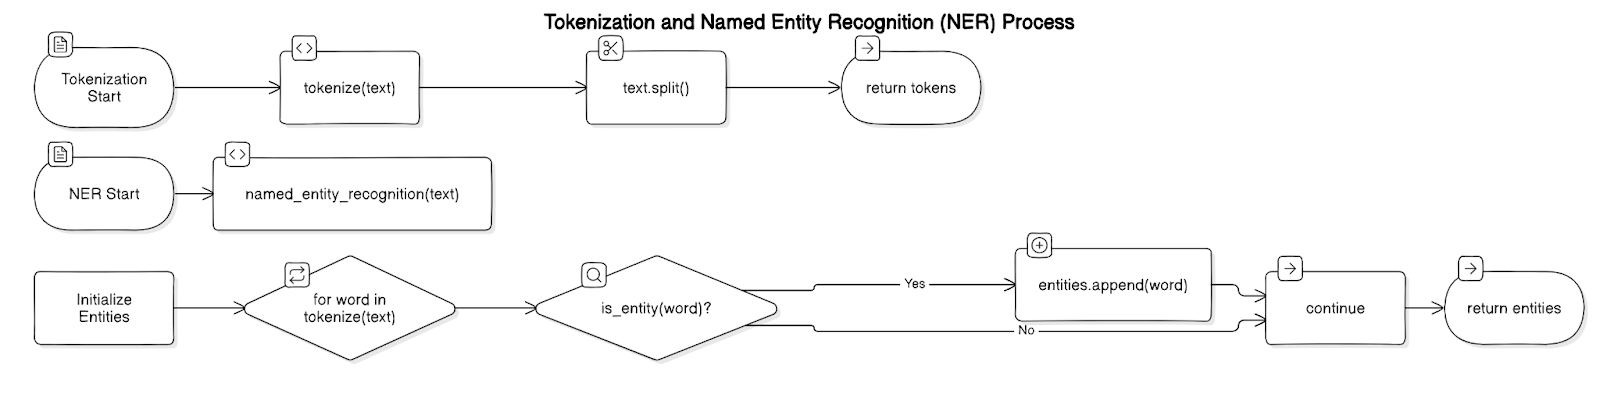 Tokenization and Named Entity Recognition (NER) Process
Tokenization
Start
tokenize(text)
text.split()
return tokens
NER Start
named_entity_recognition(text)
Initialize
Entities
for word in
tokenize(text)
is_entity(word)?
Yes
No
entities.append(word)
continue
return entities